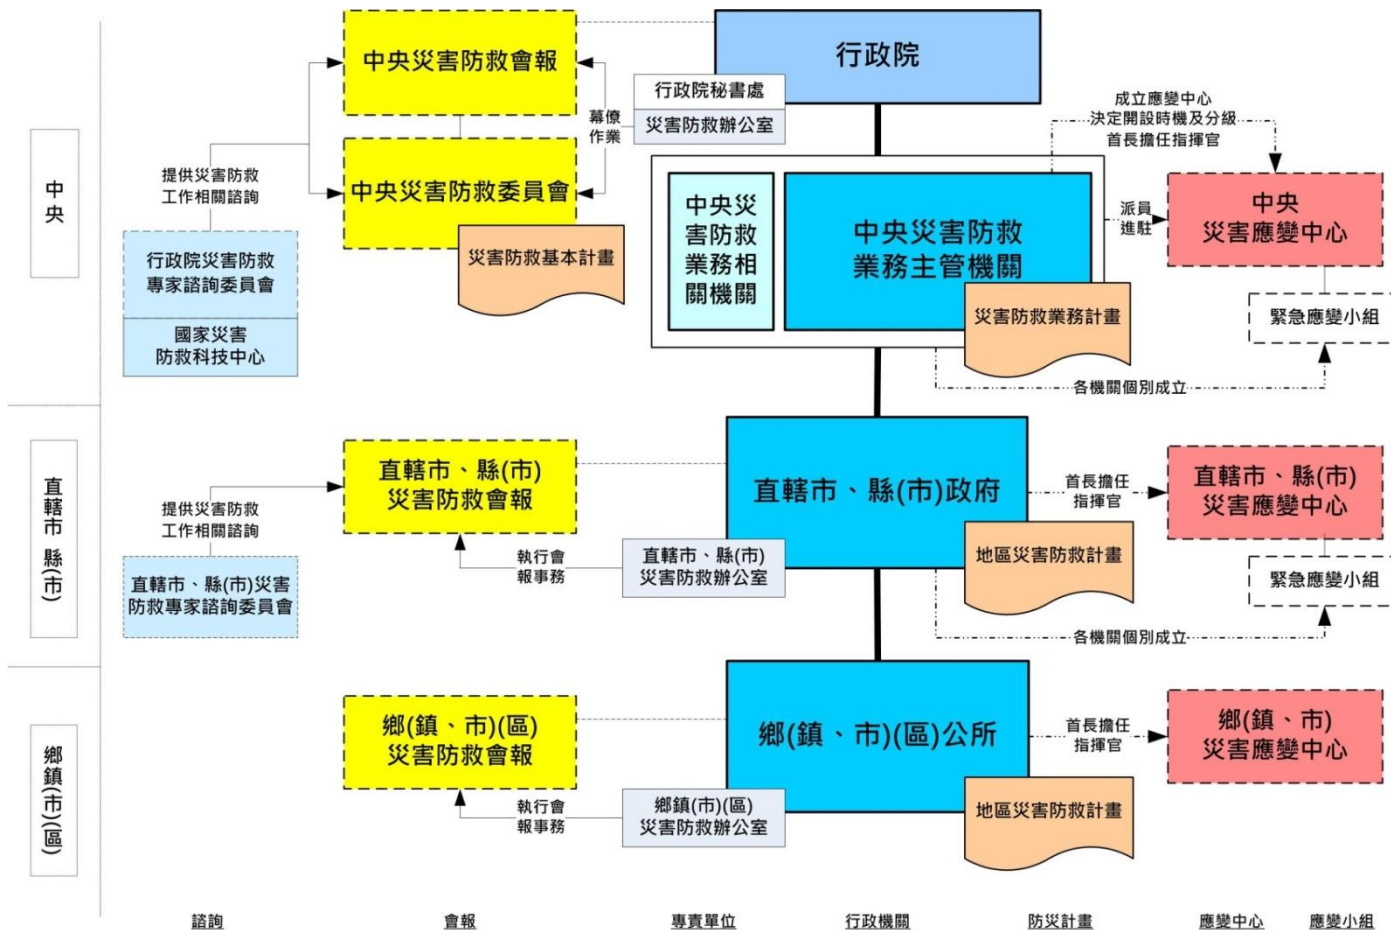 中央
中央災害防救會報
行政院
行政院秘書處
災害防救辦公室
幕僚
作業
成立應變中心
決定開設時機及分級
首長擔任指揮官
提供災害防救
工作相關諮詢
中央災害防救委員會
災害防救基本計畫
中央災
害防救
業務相
關機關
中央災害防救
業務主管機關
災害防救業務計畫
派員
進駐
中央
災害應變中心
行政院災害防救
專家諮詢委員會
國家災害
防救科技中心
緊急應變小組
各機關個別成立
直轄市 縣(市)
直轄市、縣(市)
災害防救會報
直轄市、縣(市)政府
首長擔任
指揮官
直轄市、縣(市)
災害應變中心
提供災害防救
工作相關諮詢
執行會
報事務
直轄市、縣(市)
災害防救辦公室
地區災害防救計畫
緊急應變小組
直轄市、縣(市)災害
防救專家諮詢委員會
各機關個別成立
鄉鎮(市)(區)
鄉(鎮、市)(區)
災害防救會報
鄉(鎮、市)(區)公所
首長擔任
指揮官
鄉(鎮、市)
災害應變中心
執行會
報事務
鄉鎮(市)(區)
災害防救辦公室
地區災害防救計畫
諮詢
會報
專責單位
行政機關
防災計畫
應變中心
應變小組